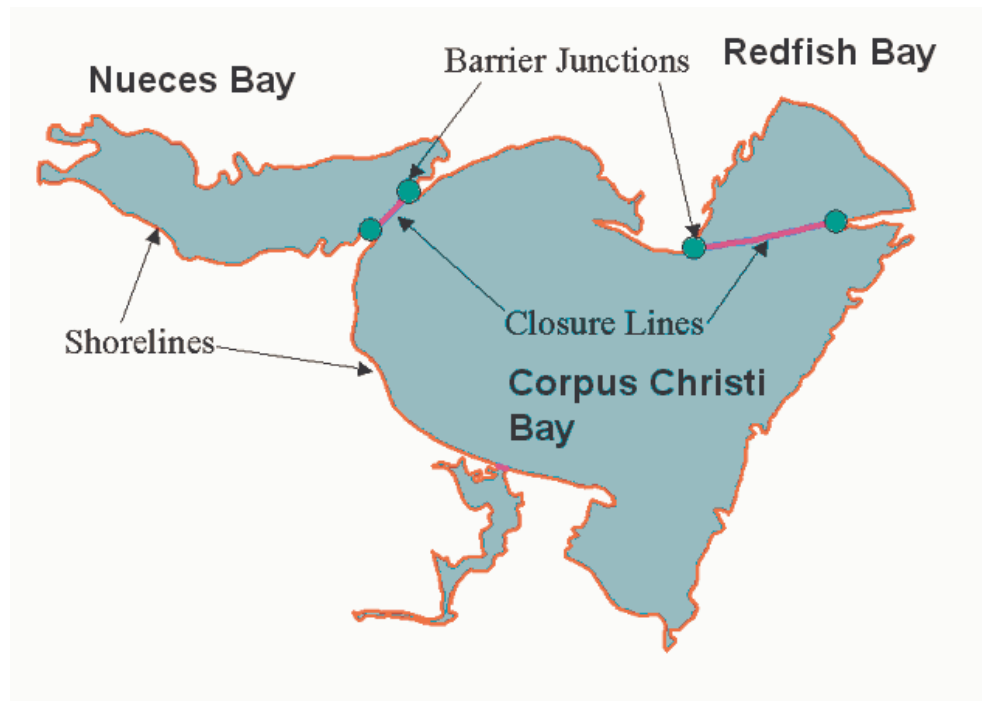 Nueces Bay
Barrier Junctions
Redfish Bay
Shorelines
Closure Lines
Corpus Christi
Bay